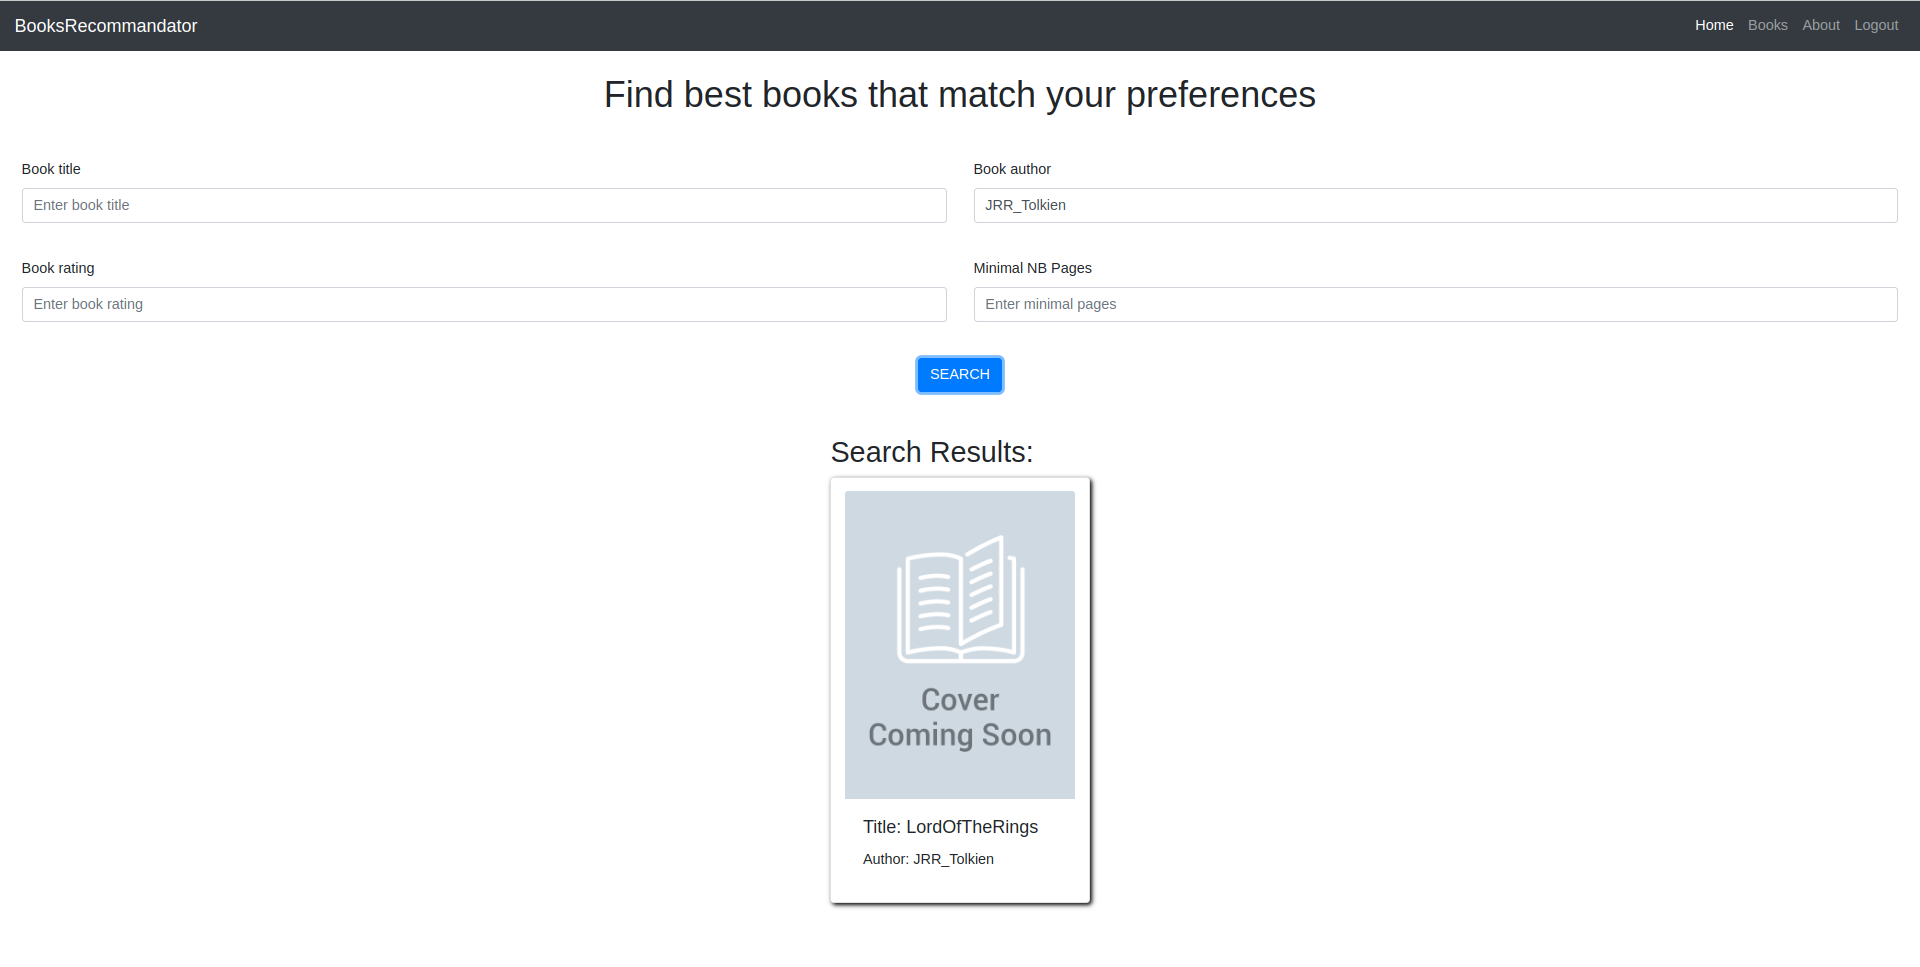 BooksRecommandator
Home Books About Logout
Find best books that match your preferences
Book title
Book author
Enter book title
JRR_Tolkien
Book rating
Minimal NB Pages
Enter book rating
Enter minimal pages
SEARCH
Search Results:
Cover
Coming Soon
Title: LordOfTheRings
Author: JRR_Tolkien